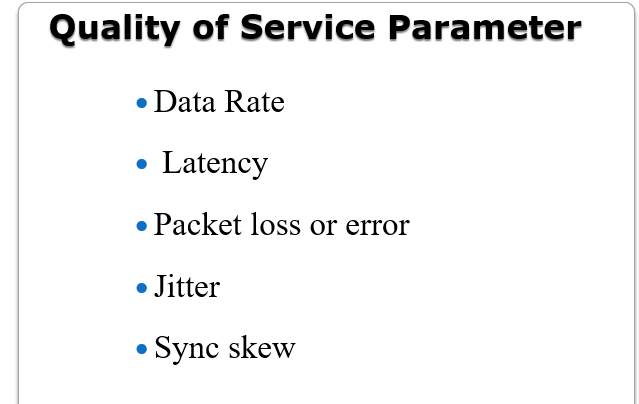 Quality of Service Parameter
• Data Rate
• Latency
• Packet loss or error
• Jitter
• Sync skew